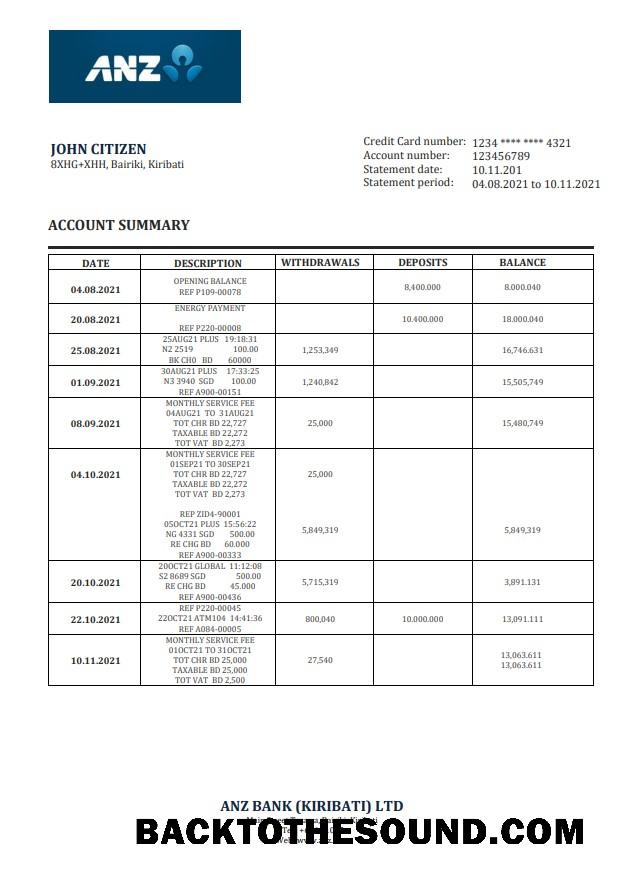 ANZ
JOHN CITIZEN
8XHG+XHH, Bairiki, Kiribati
Credit Card number: 1234 **** **** 4321
Account number: 123456789
Statement date: 10.11.201
Statement period: 04.08.2021 to 10.11.2021
ACCOUNT SUMMARY
DATE DESCRIPTION WITHDRAWALS DEPOSITS BALANCE
OPENING BALANCE
04.08.2021 8,400.000 8.000.040
REF P109-00078
ENERGY PAYMENT
20.08.2021 10.400.000 18.000.040
REF P220-00008
25AUG21 PLUS 19:18:31
25.08.2021 N2 2519 100.00 1,253,349 16,746.631
BK CH0 BD 60000
30AUG21 PLUS 17:33:25
01.09.2021 N3 3940 SGD 100.00 1,240,842 15,505,749
REF A900-00151
MONTHLY SERVICE FEE
04AUG21 TO 31AUG21
08.09.2021 TOT CHR BD 22,727 25,000 15,480,749
TAXABLE BD 22,272
TOT VAT BD 2,273
MONTHLY SERVICE FEE
01SEP21 TO 30SEP21
04.10.2021 TOT CHR BD 22,727 25,000
TAXABLE BD 22,272
TOT VAT BD 2,273
REP ZID4-90001
05OCT21 PLUS 15:56:22
NG 4331 SGD 500.00 5,849,319 5,849,319
RE CHG BD 60.000
REF A900-00333
20OCT21 GLOBAL 11:12:08
S2 8689 SGD 500.00
20.10.2021 5,715,319 3,891.131
RE CHG BD 45.000
REF A900-00436
REF P220-00045
22.10.2021 22OCT21 ATM104 14:41:36 800,040 10.000.000 13,091.111
REF A084-00005
MONTHLY SERVICE FEE
01OCT21 TO 31OCT21 13,063.611
10.11.2021 TOT CHR BD 25,000 27,540 13,063.611
TAXABLE BD 25,000
TOT VAT BD 2,500
ANZ BANK (KIRIBATI) LTD
BACKTOTHESOUND.COM